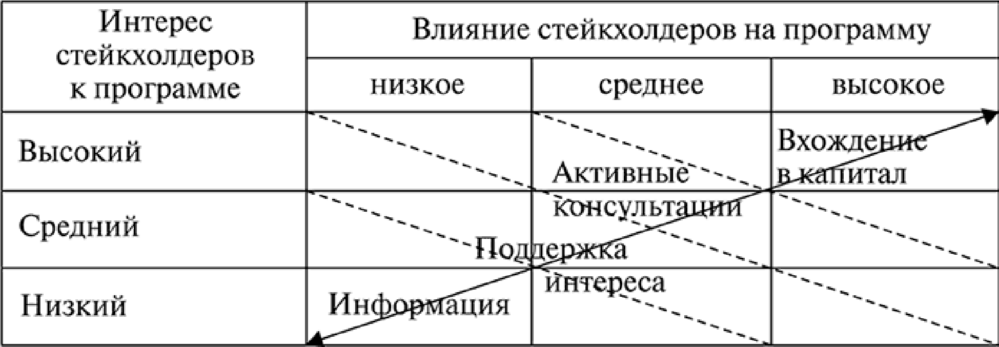 Интерес
стейкхолдеров
к программе
Влияние стейкхолдеров на программу
низкое
среднее
высокое
Высокий
Вхождение
в капитал
Активные
консультации
Средний
Поддержка
интереса
Низкий
Информация